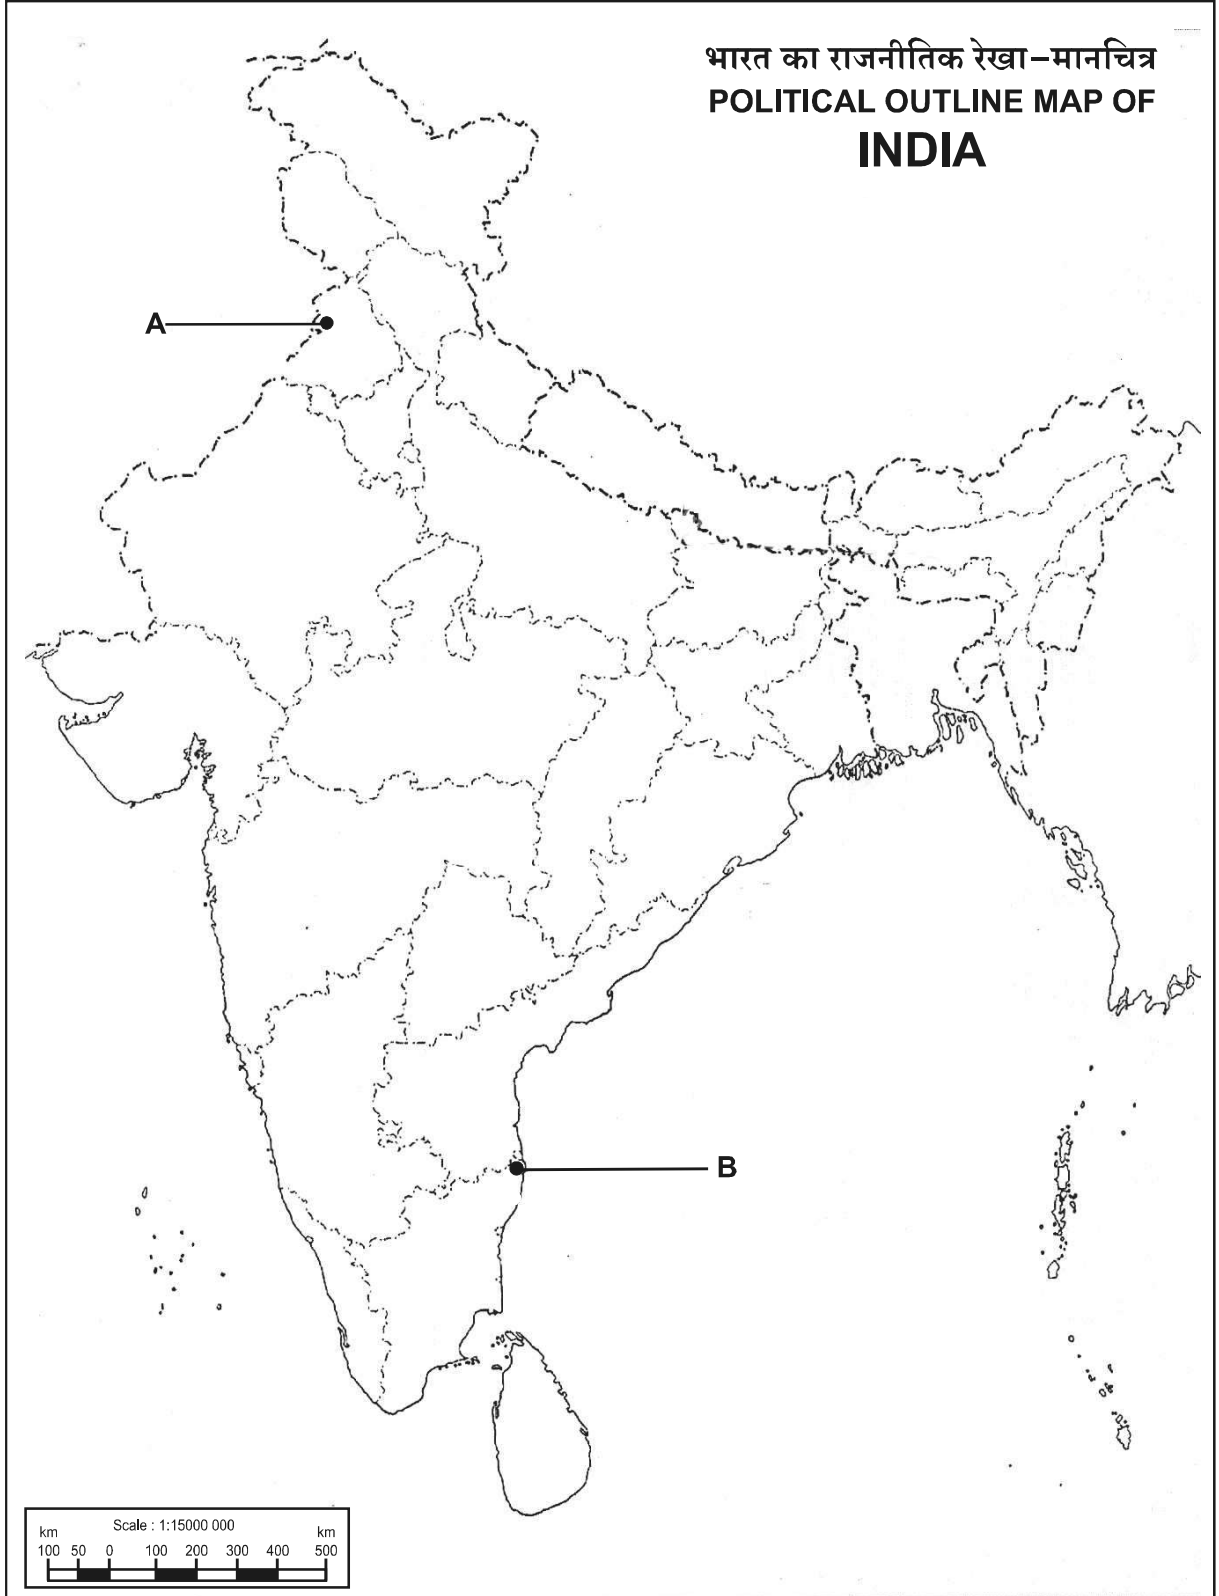 भारत का राजनीतिक रेखा–मानचित्र
POLITICAL OUTLINE MAP OF
INDIA
A
B
Scale : 1:15000 000
km km
100 50 0 100 200 300 400 500